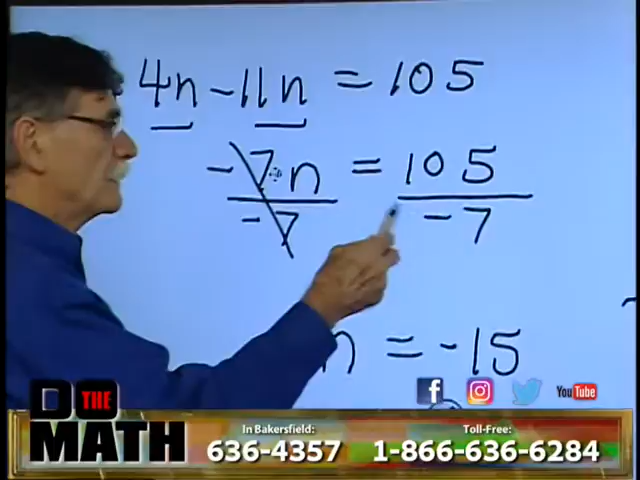 4n - 11n = 105
-7·n = 105
-7 -7
n = -15
DO THE MATH
In Bakersfield:
636-4357
Toll-Free:
1-866-636-6284
f
YouTube